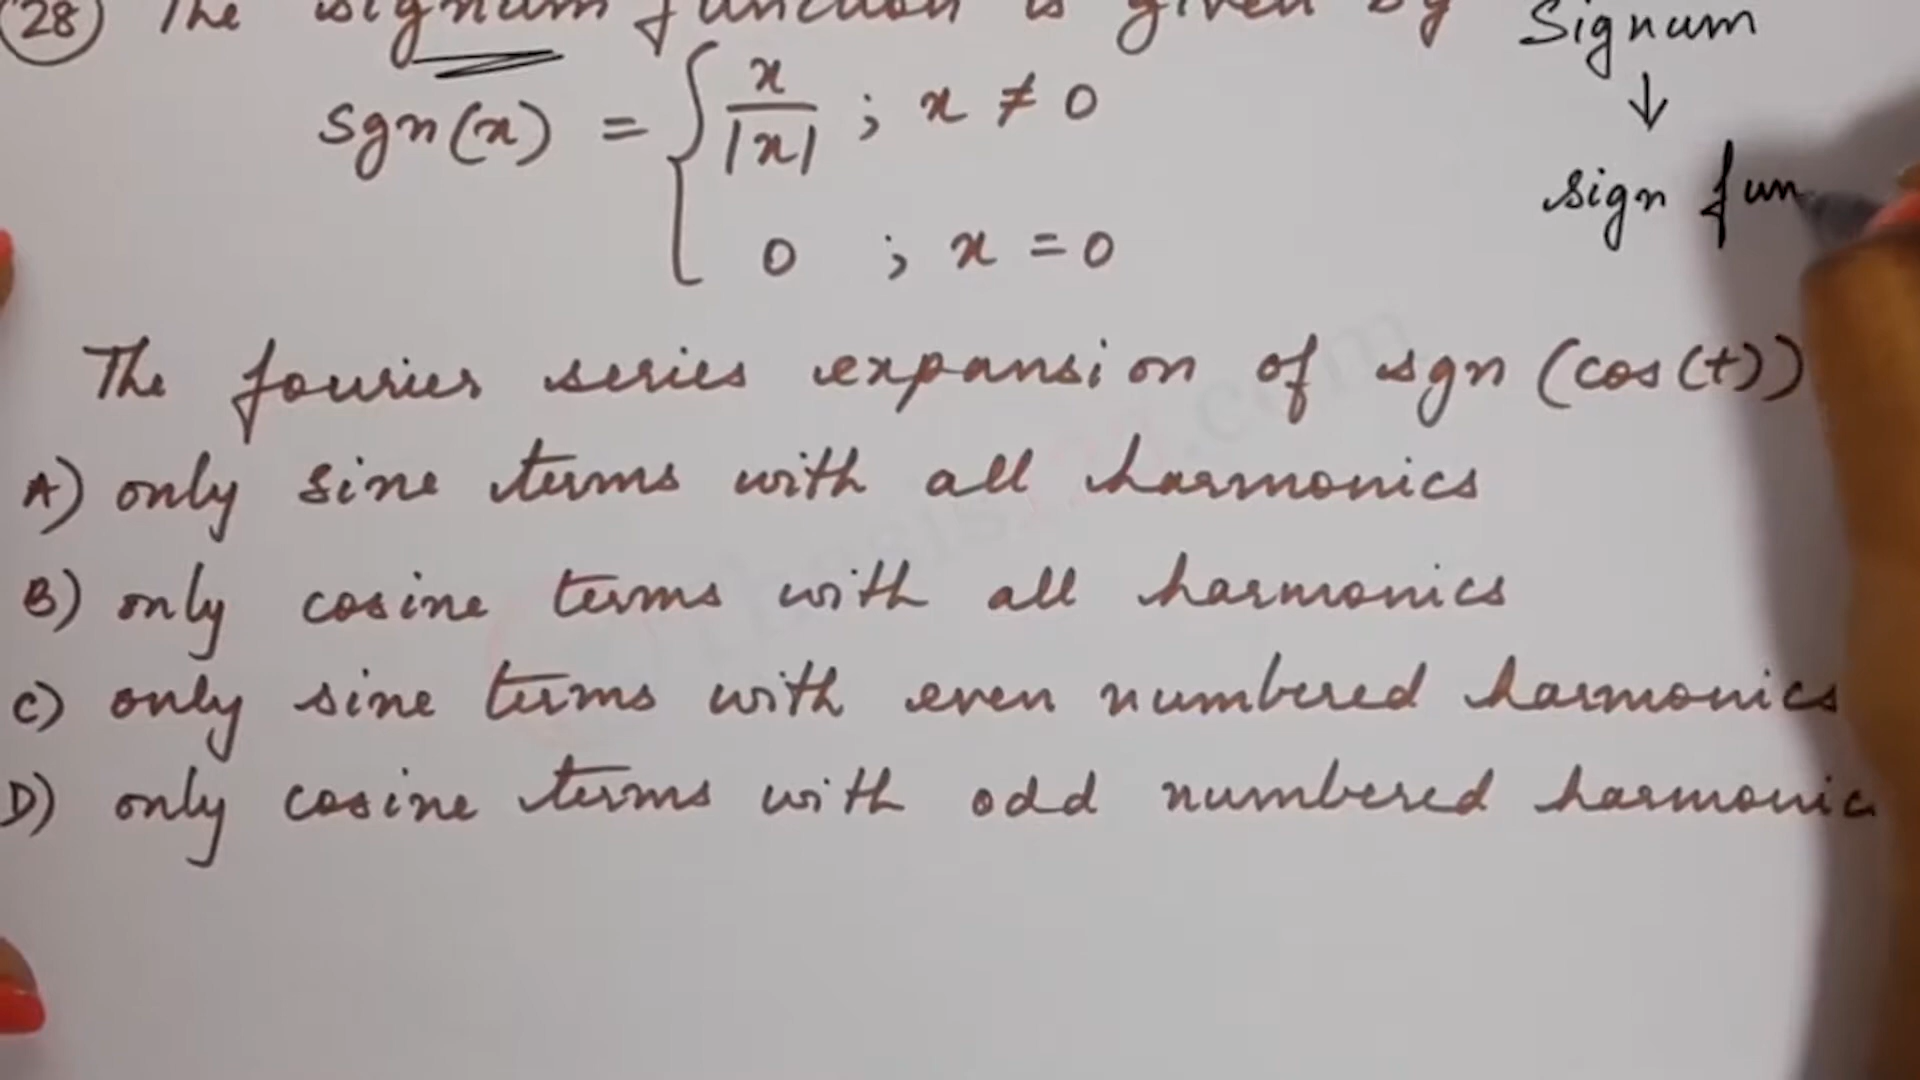 28 The signum function is given by
Signum
↓
sign fun
sgn(x) = { x/|x| ; x ≠ 0
0 ; x = 0
The fourier series expansion of sgn (cos(t))
A) only sine terms with all harmonics
B) only cosine terms with all harmonics
C) only sine terms with even numbered harmonics
D) only cosine terms with odd numbered harmonic